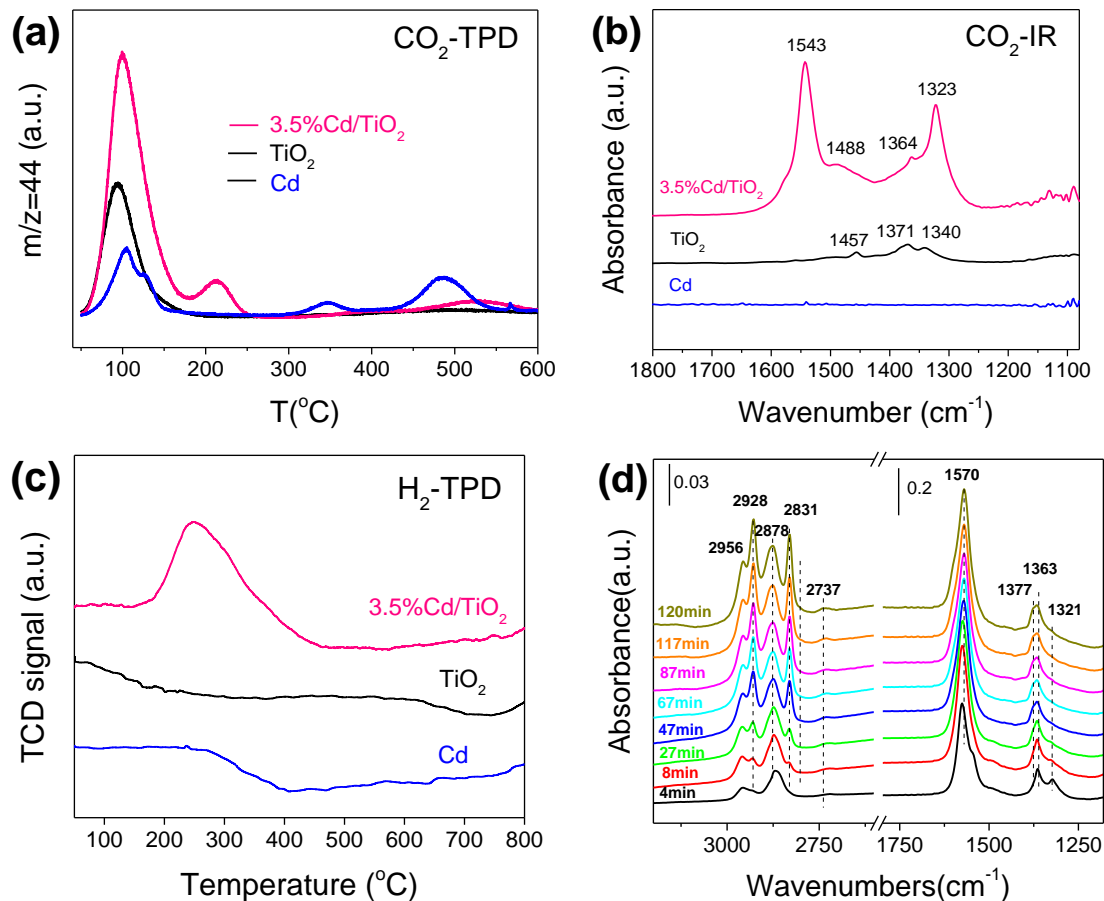 (a)
CO2-TPD
m/z=44 (a.u.)
3.5%Cd/TiO2
TiO2
Cd
100 200 300 400 500 600
T(°C)
(b)
CO2-IR
Absorbance (a.u.)
1543
1323
1488
1364
3.5%Cd/TiO2
TiO2
1457
1371
1340
Cd
1800 1700 1600 1500 1400 1300 1200 1100
Wavenumber (cm-1)
(c)
H2-TPD
TCD signal (a.u.)
3.5%Cd/TiO2
TiO2
Cd
100 200 300 400 500 600 700 800
Temperature (°C)
(d)
Absorbance(a.u.)
0.03
0.2
2928
2831
1570
2956
2878
2737
1377
1363
1321
120min
117min
87min
67min
47min
27min
8min
4min
3000 2750 1750 1500 1250
Wavenumbers(cm-1)